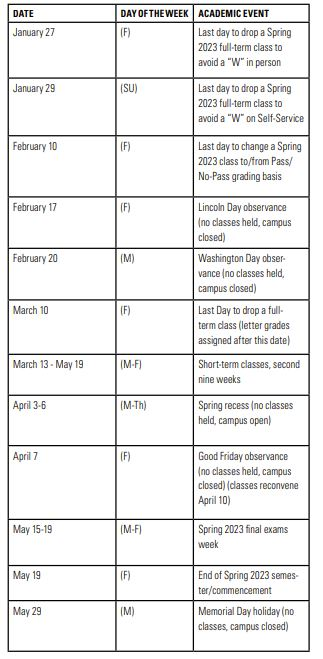 DATE DAY OF THE WEEK ACADEMIC EVENT
January 27 (F) Last day to drop a Spring
2023 full-term class to
avoid a “W” in person
January 29 (SU) Last day to drop a Spring
2023 full-term class to
avoid a “W” on Self-Service
February 10 (F) Last day to change a Spring
2023 class to/from Pass/
No-Pass grading basis
February 17 (F) Lincoln Day observance
(no classes held, campus
closed)
February 20 (M) Washington Day obser-
vance (no classes held,
campus closed)
March 10 (F) Last Day to drop a full-
term class (letter grades
assigned after this date)
March 13 - May 19 (M-F) Short-term classes, second
nine weeks
April 3-6 (M-Th) Spring recess (no classes
held, campus open)
April 7 (F) Good Friday observance
(no classes held, campus
closed) (classes reconvene
April 10)
May 15-19 (M-F) Spring 2023 final exams
week
May 19 (F) End of Spring 2023 semes-
ter/commencement
May 29 (M) Memorial Day holiday (no
classes, campus closed)